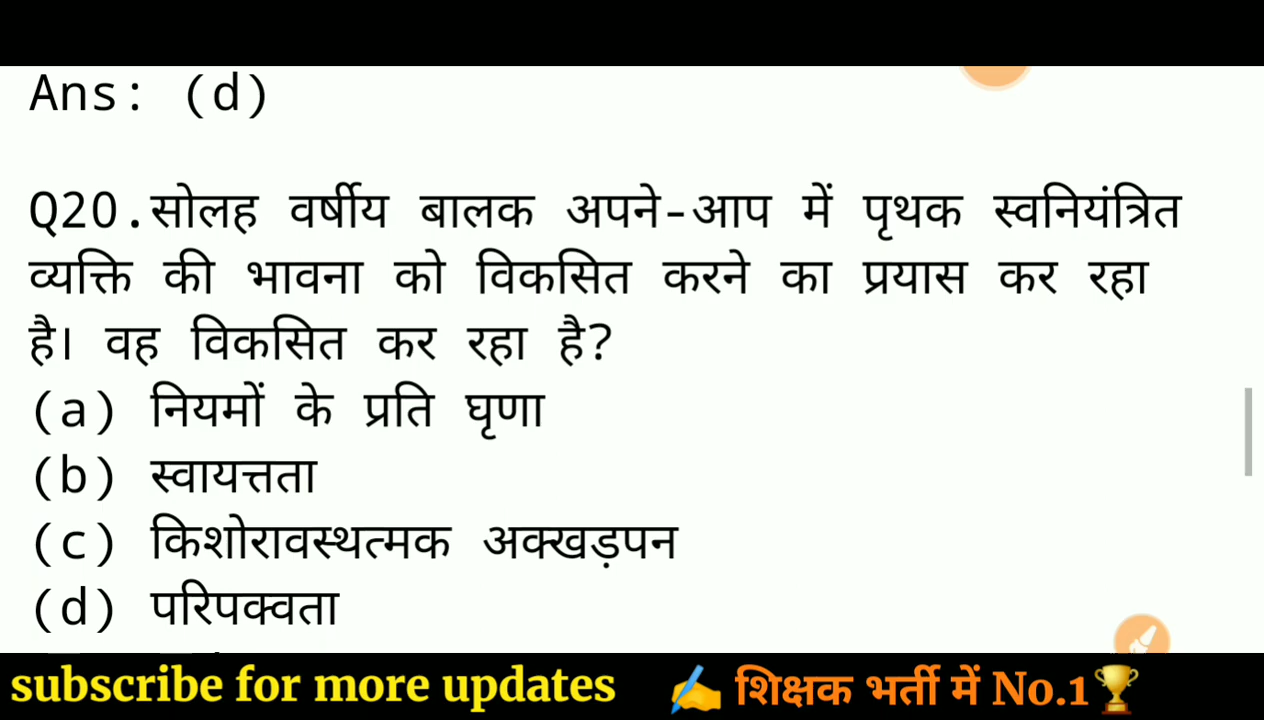 Ans: (d)
Q20.सोलह वर्षीय बालक अपने-आप में पृथक स्वनियंत्रित
व्यक्ति की भावना को विकसित करने का प्रयास कर रहा
है। वह विकसित कर रहा है?
(a) नियमों के प्रति घृणा
(b) स्वायत्तता
(c) किशोरावस्थत्मक अक्खड़पन
(d) परिपक्वता
subscribe for more updates ✍️ शिक्षक भर्ती में No.1🏆